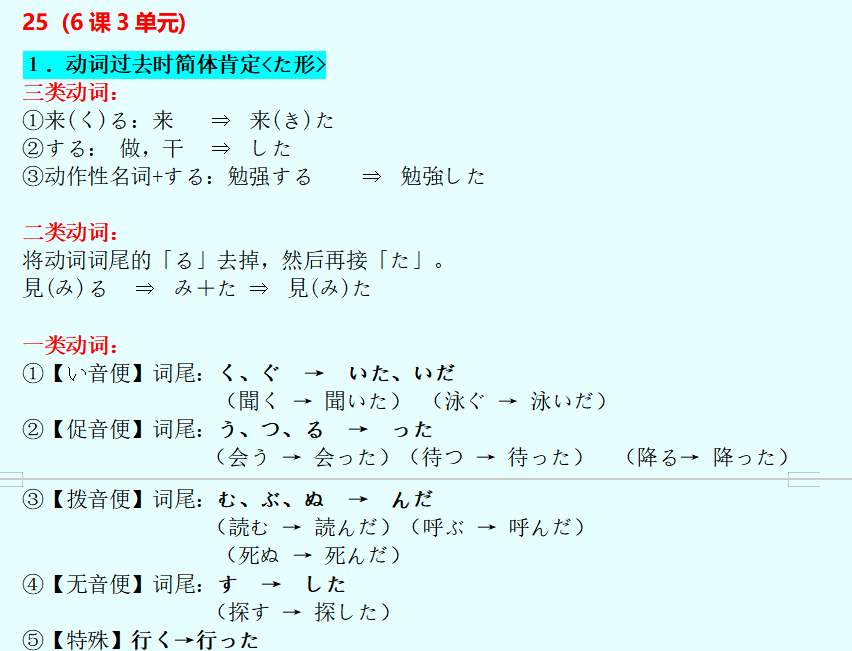 25 (6 课 3 单元)
1．动词过去时简体肯定<た形>
三类动词：
①来(く)る：来 ⇒ 来(き)た
②する： 做，干 ⇒ した
③动作性名词+する：勉强する ⇒ 勉強した
二类动词：
将动词词尾的「る」去掉，然后再接「た」。
見(み)る ⇒ み＋た ⇒ 見(み)た
一类动词：
①【い音便】词尾：く、ぐ → いた、いだ
（聞く → 聞いた）（泳ぐ → 泳いだ）
②【促音便】词尾：う、つ、る → った
（会う → 会った）（待つ → 待った） （降る→ 降った）
③【拨音便】词尾：む、ぶ、ぬ → んだ
（読む → 読んだ）（呼ぶ → 呼んだ）
（死ぬ → 死んだ）
④【无音便】词尾：す → した
（探す → 探した）
⑤【特殊】行く→行った